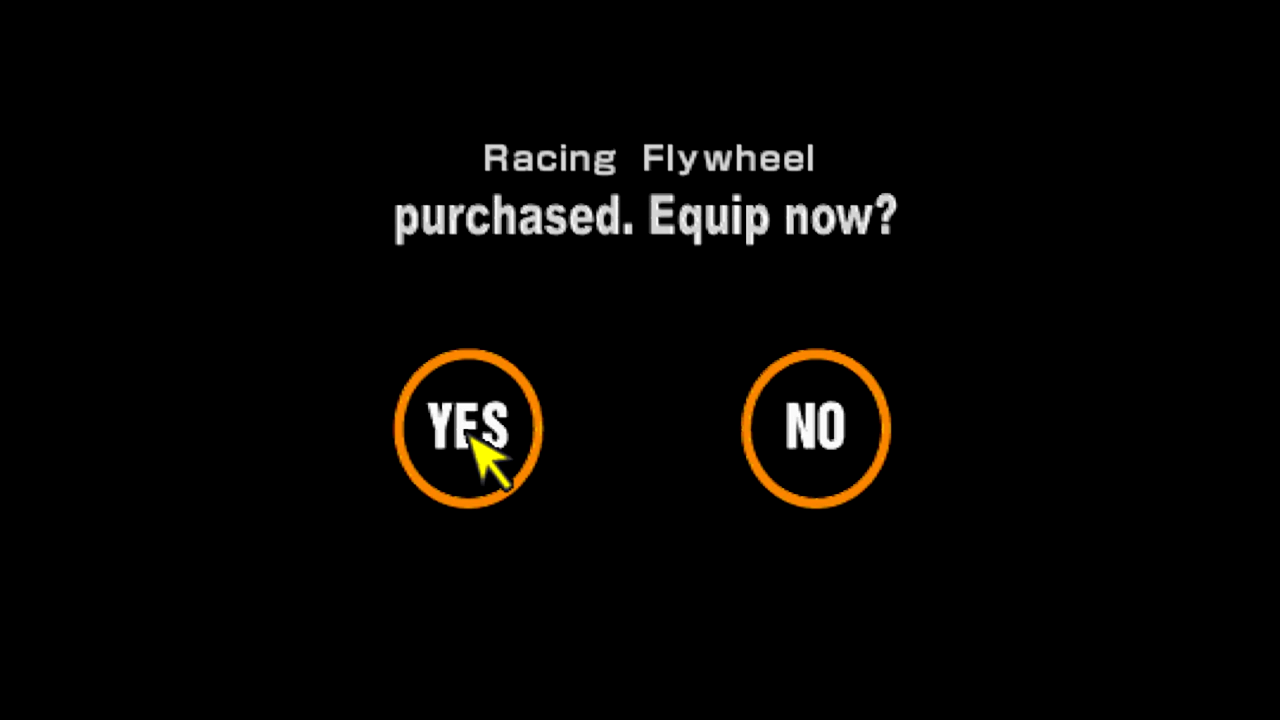 Racing Flywheel
purchased. Equip now?
YES NO